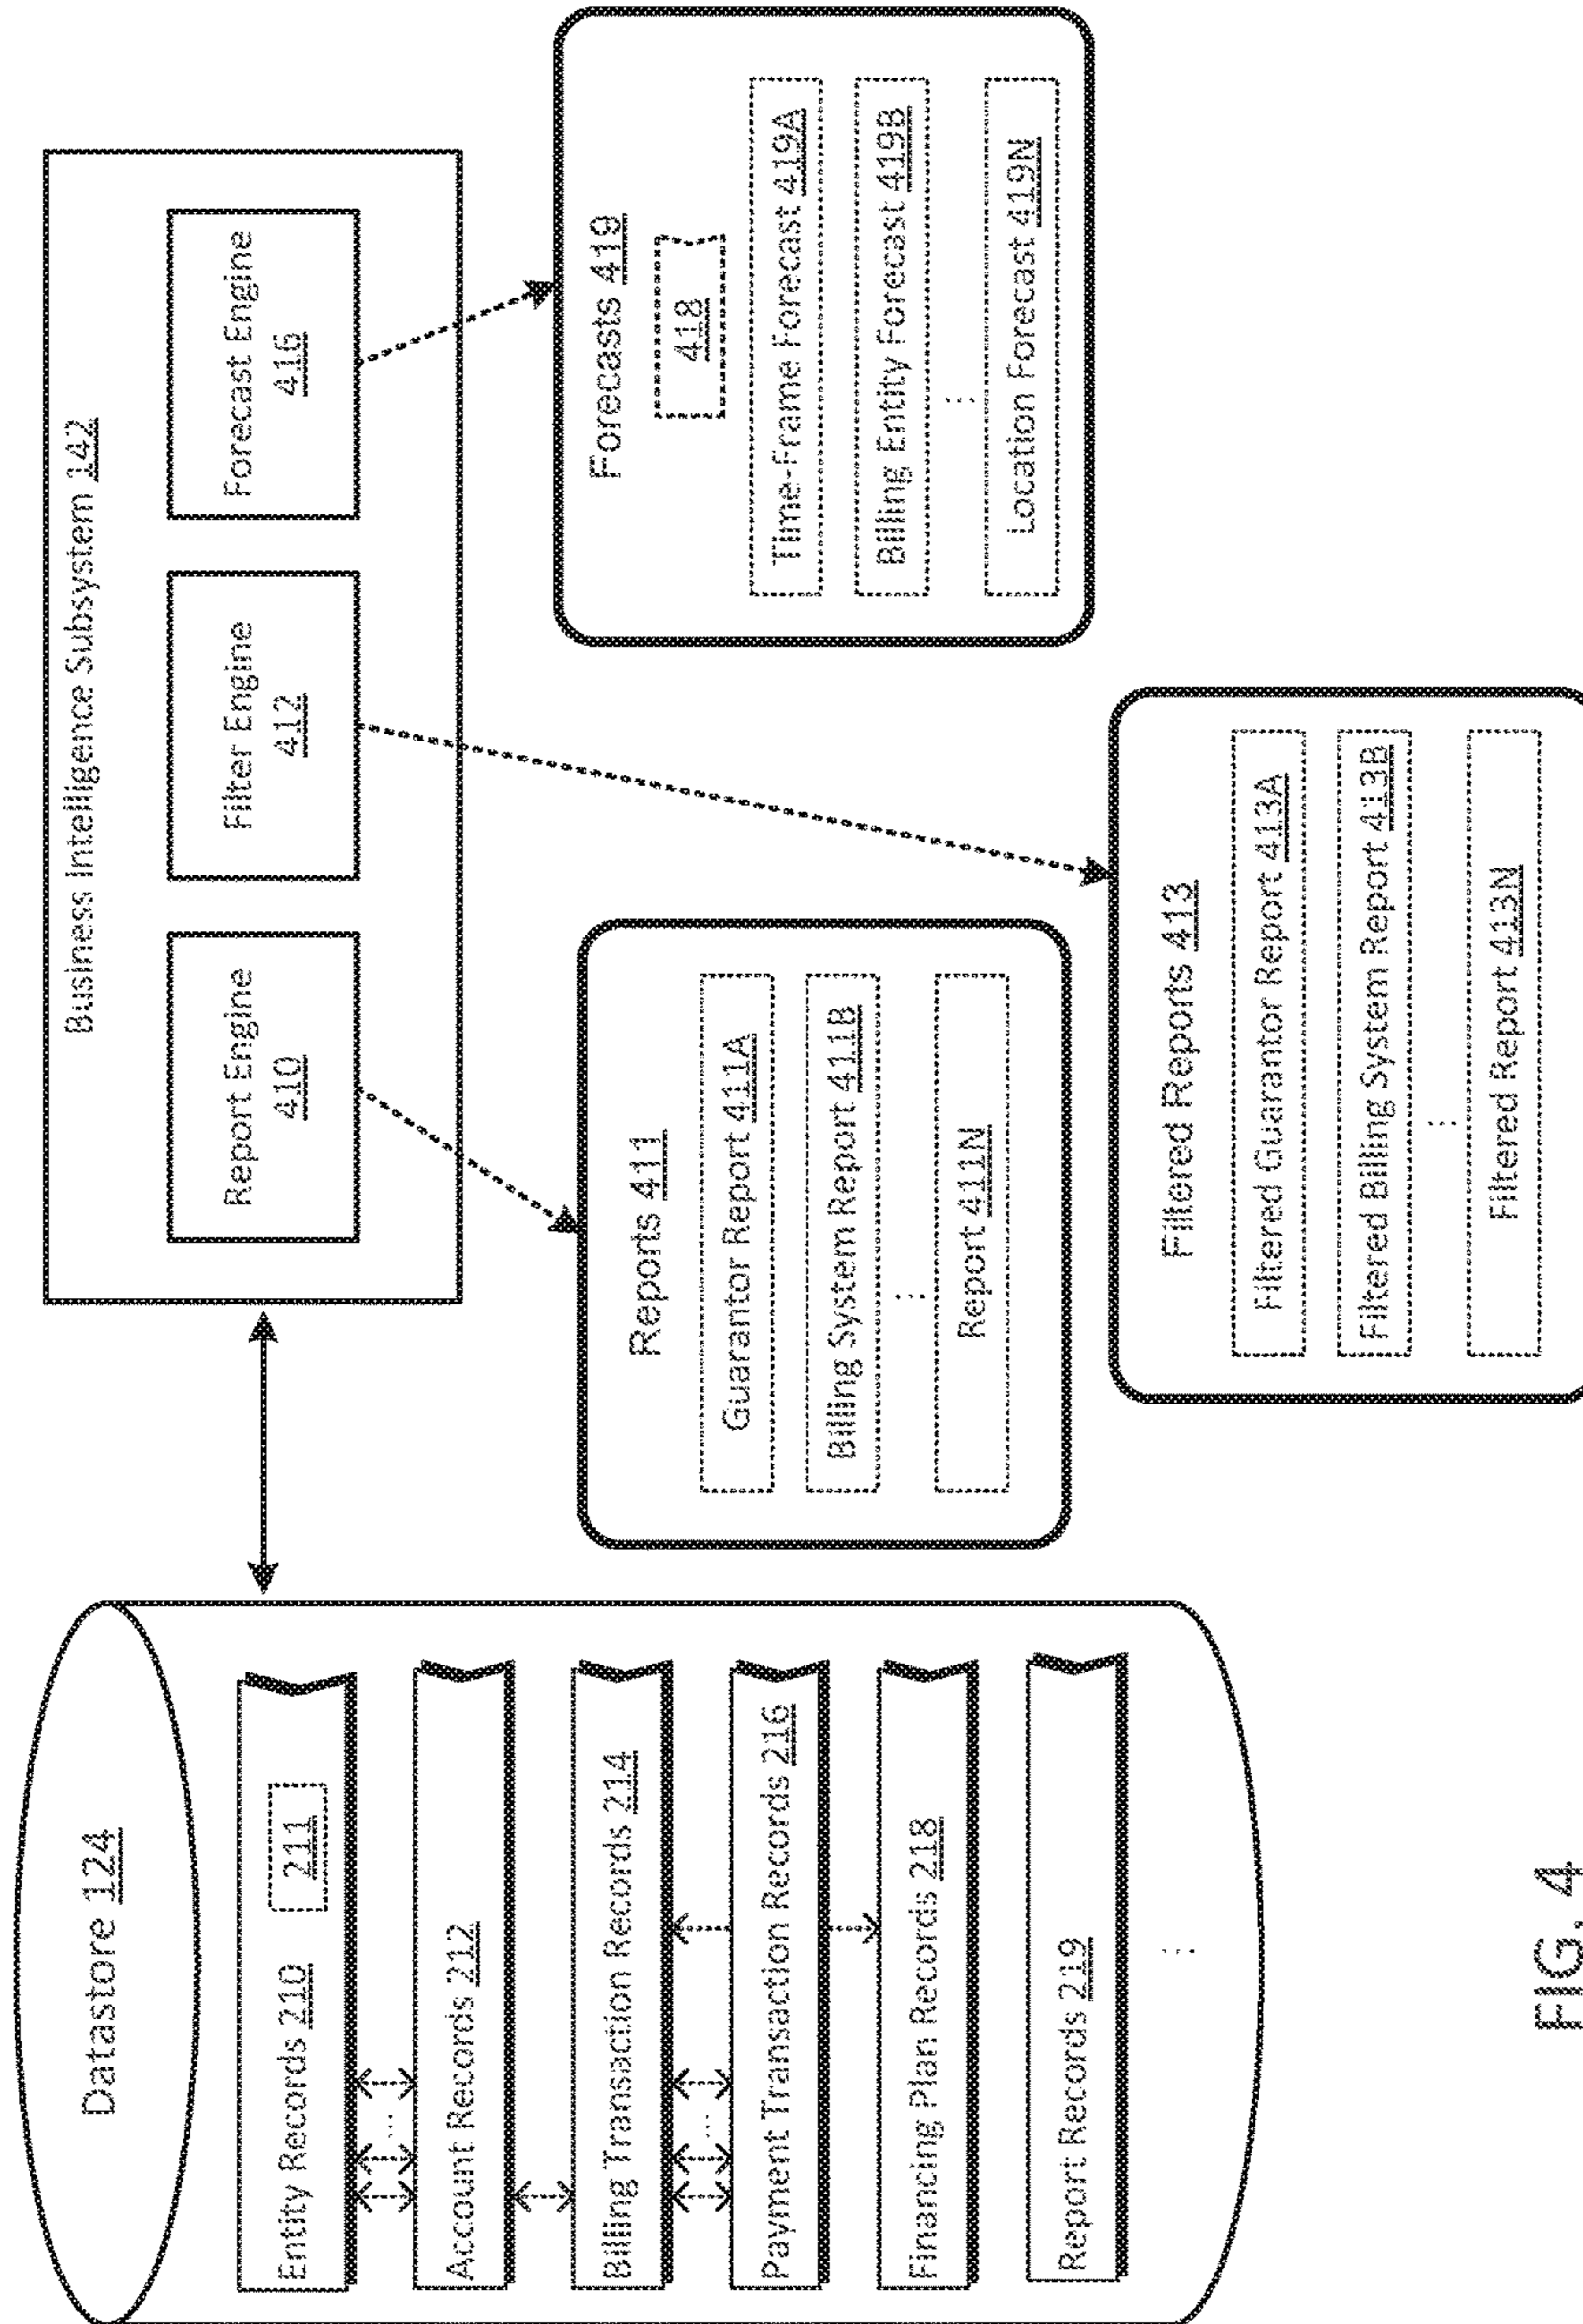 Datastore 124
Entity Records 210
211
...
Account Records 212
Billing Transaction Records 214
...
Payment Transaction Records 216
Financing Plan Records 218
Report Records 219
...
Business Intelligence Subsystem 142
Report Engine
410
Filter Engine
412
Forecast Engine
416
Reports 411
Guarantor Report 411A
Billing System Report 411B
...
Report 411N
Filtered Reports 413
Filtered Guarantor Report 413A
Filtered Billing System Report 413B
...
Filtered Report 413N
Forecasts 419
418
Time-Frame Forecast 419A
Billing Entity Forecast 419B
...
Location Forecast 419N
FIG. 4